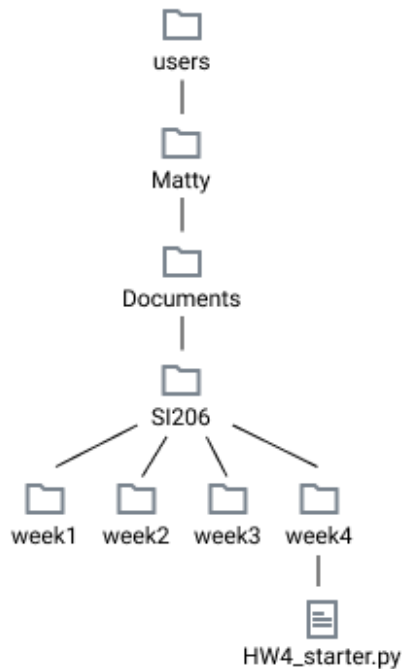 users
Matty
Documents
SI206
week1 week2 week3 week4
HW4_starter.py